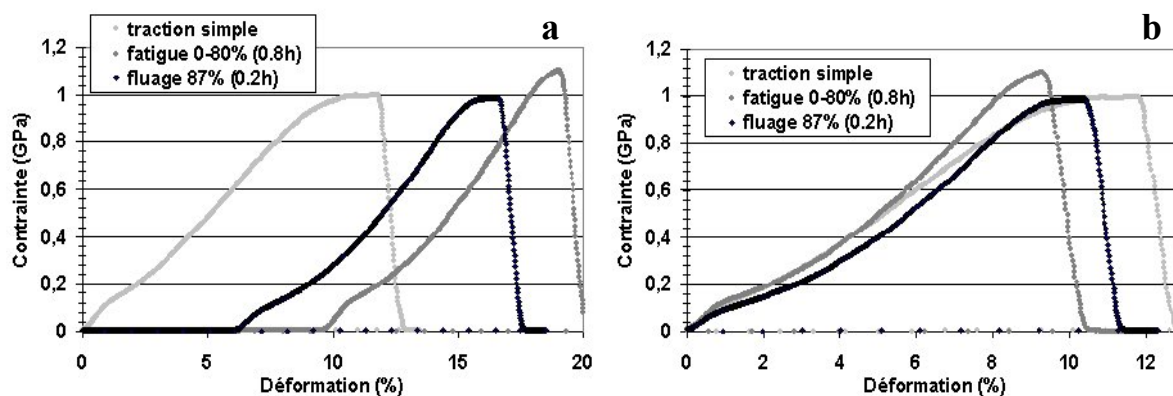 a
traction simple
fatigue 0-80% (0.8h)
fluage 87% (0.2h)
1,2
1
0,8
0,6
0,4
0,2
0
Contrainte (GPa)
0 5 10 15 20
Déformation (%)
b
traction simple
fatigue 0-80% (0.8h)
fluage 87% (0.2h)
1,2
1
0,8
0,6
0,4
0,2
0
Contrainte (GPa)
0 2 4 6 8 10 12
Déformation (%)